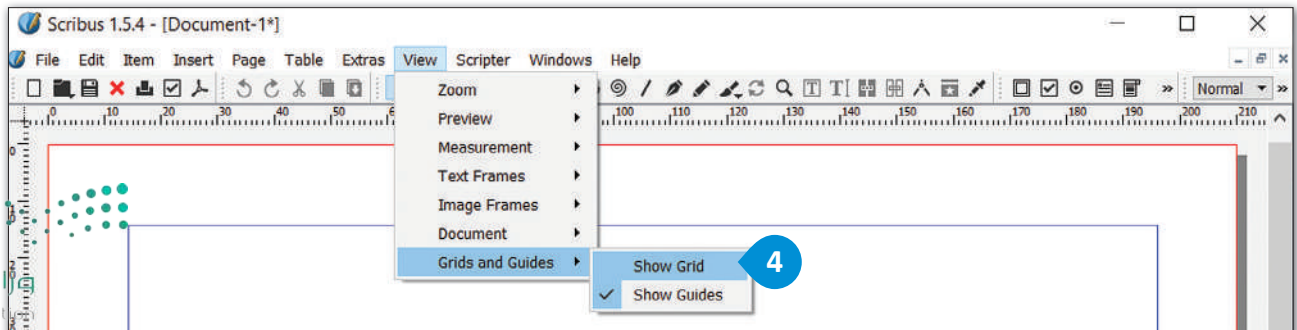 Scribus 1.5.4 - [Document-1*]
File Edit Item Insert Page Table Extras View Scripter Windows Help
Normal
0 10 20 30 40 50 100 110 120 130 140 150 160 170 180 190 200 210
0
Zoom
Preview
Measurement
Text Frames
Image Frames
Document
Grids and Guides
Show Grid 4
Show Guides